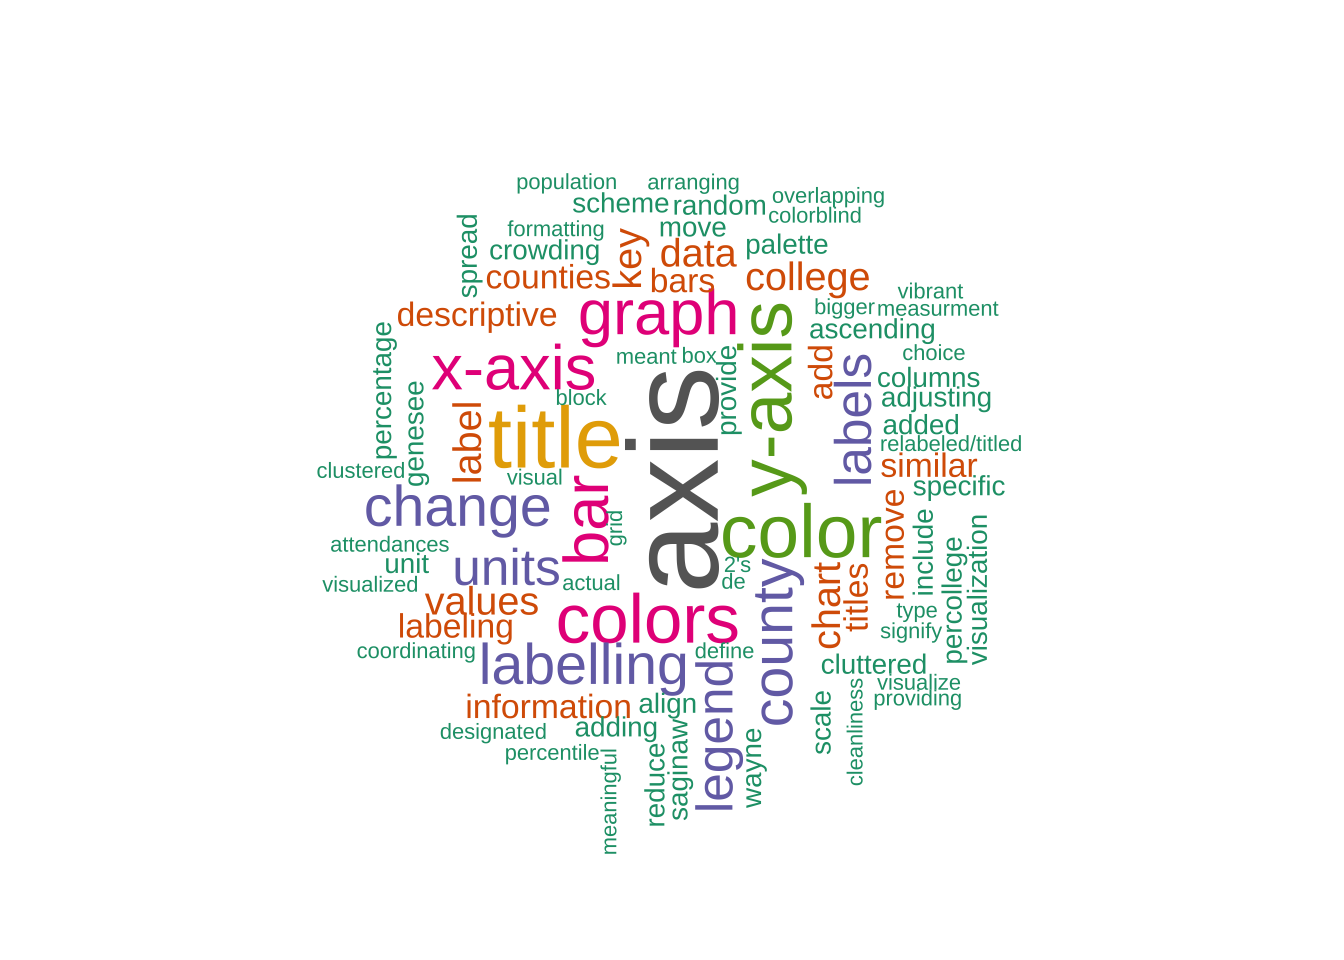 population
arranging
overlapping
scheme
random
colorblind
formatting
move
spread
crowding
key
data
palette
counties
bars
college
vibrant
descriptive
graph
bigger
measurment
y-axis
ascending
percentage
x-axis
meant
box
provide
add
labels
choice
columns
genesee
block
axis
adjusting
label
title
added
relabeled/titled
clustered
visual
similar
change
bar
grid
color
remove
specific
attendances
unit
units
actual
2's
de
include
percollege
visualization
visualized
values
colors
county
chart
titles
type
labeling
signify
coordinating
labelling
define
legend
cluttered
visualize
information
align
scale
cleanliness
providing
designated
adding
percentile
meaningful
reduce
saginaw
wayne